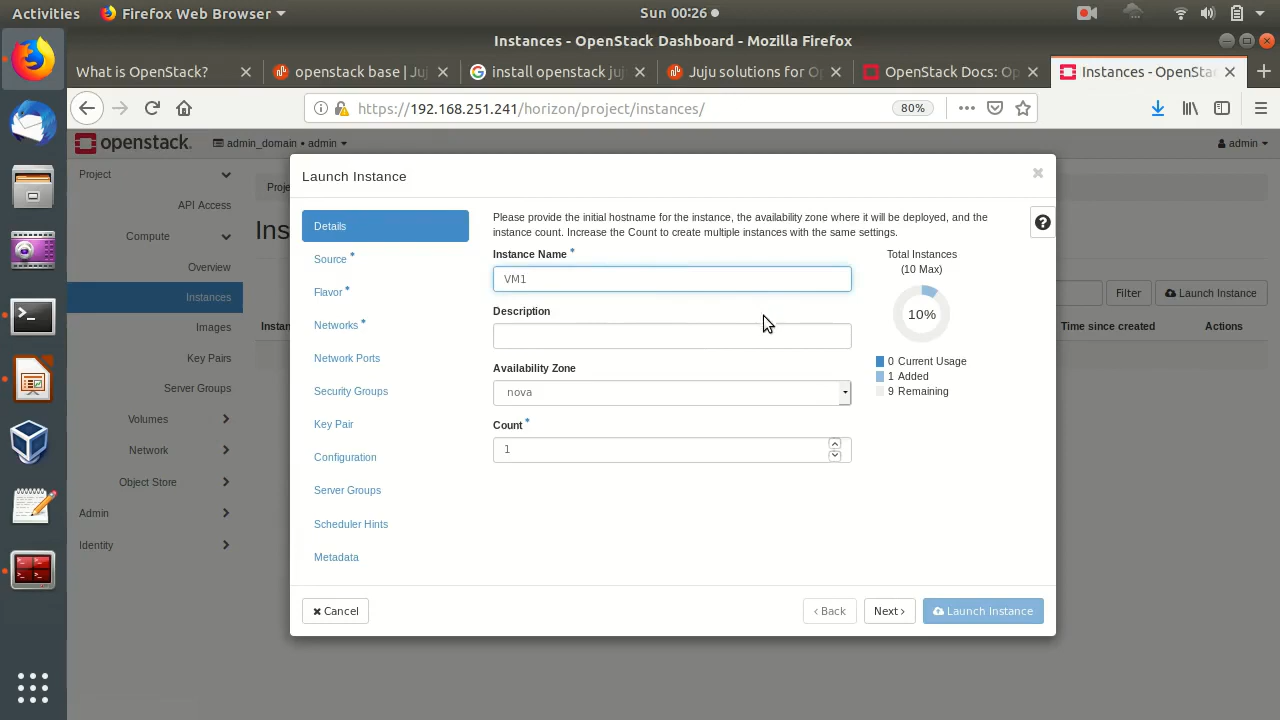 Activities
Firefox Web Browser
Sun 00:26
Instances - OpenStack Dashboard - Mozilla Firefox
What is OpenStack?
openstack base | Juj
install openstack juj
Juju solutions for O
OpenStack Docs: Op
Instances - OpenSta
https://192.168.251.241/horizon/project/instances/
80%
openstack.
admin_domain • admin
admin
Project
API Access
Compute
Overview
Instances
Images
Key Pairs
Server Groups
Volumes
Network
Object Store
Admin
Identity
Proje
Ins
Filter
Launch Instance
Instan
Time since created
Actions
Launch Instance
Details
Source *
Flavor *
Networks *
Network Ports
Security Groups
Key Pair
Configuration
Server Groups
Scheduler Hints
Metadata
Please provide the initial hostname for the instance, the availability zone where it will be deployed, and the
instance count. Increase the Count to create multiple instances with the same settings.
Instance Name *
VM1
Description
Availability Zone
nova
Count *
1
Total Instances
(10 Max)
10%
0 Current Usage
1 Added
9 Remaining
Cancel
‹ Back
Next ›
Launch Instance